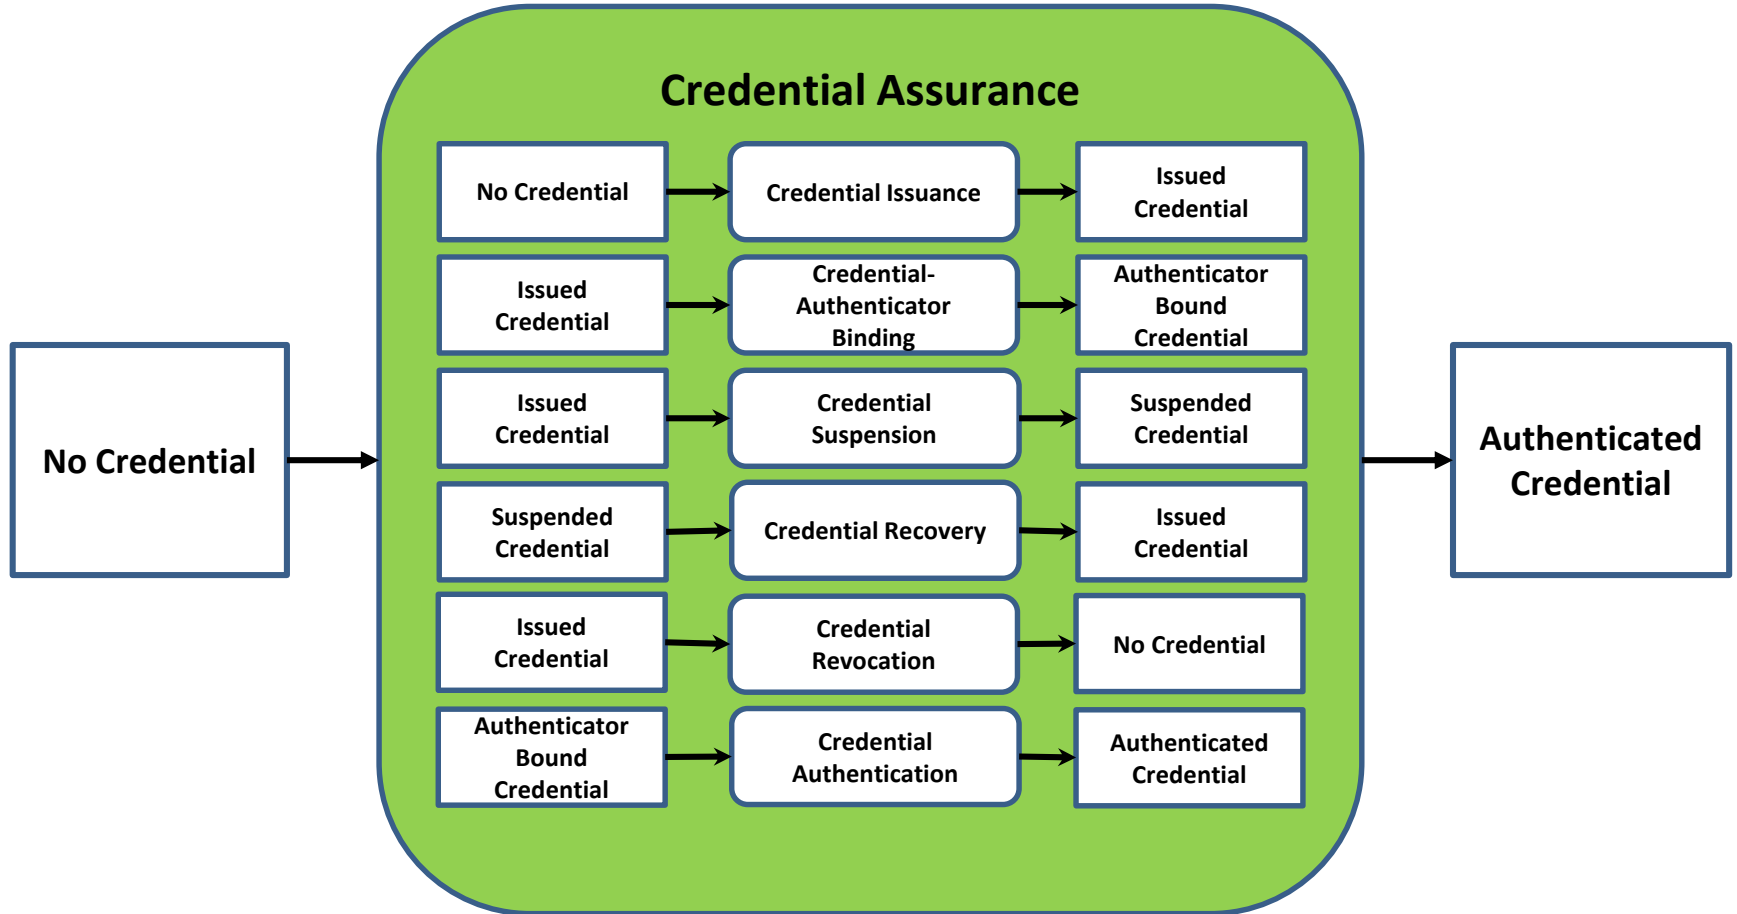 Credential Assurance
No Credential
Credential Issuance
Issued
Credential
Issued
Credential
Credential-
Authenticator
Binding
Authenticator
Bound
Credential
Issued
Credential
Credential
Suspension
Suspended
Credential
No Credential
Authenticated
Credential
Suspended
Credential
Credential Recovery
Issued
Credential
Issued
Credential
Credential
Revocation
No Credential
Authenticator
Bound
Credential
Credential
Authentication
Authenticated
Credential